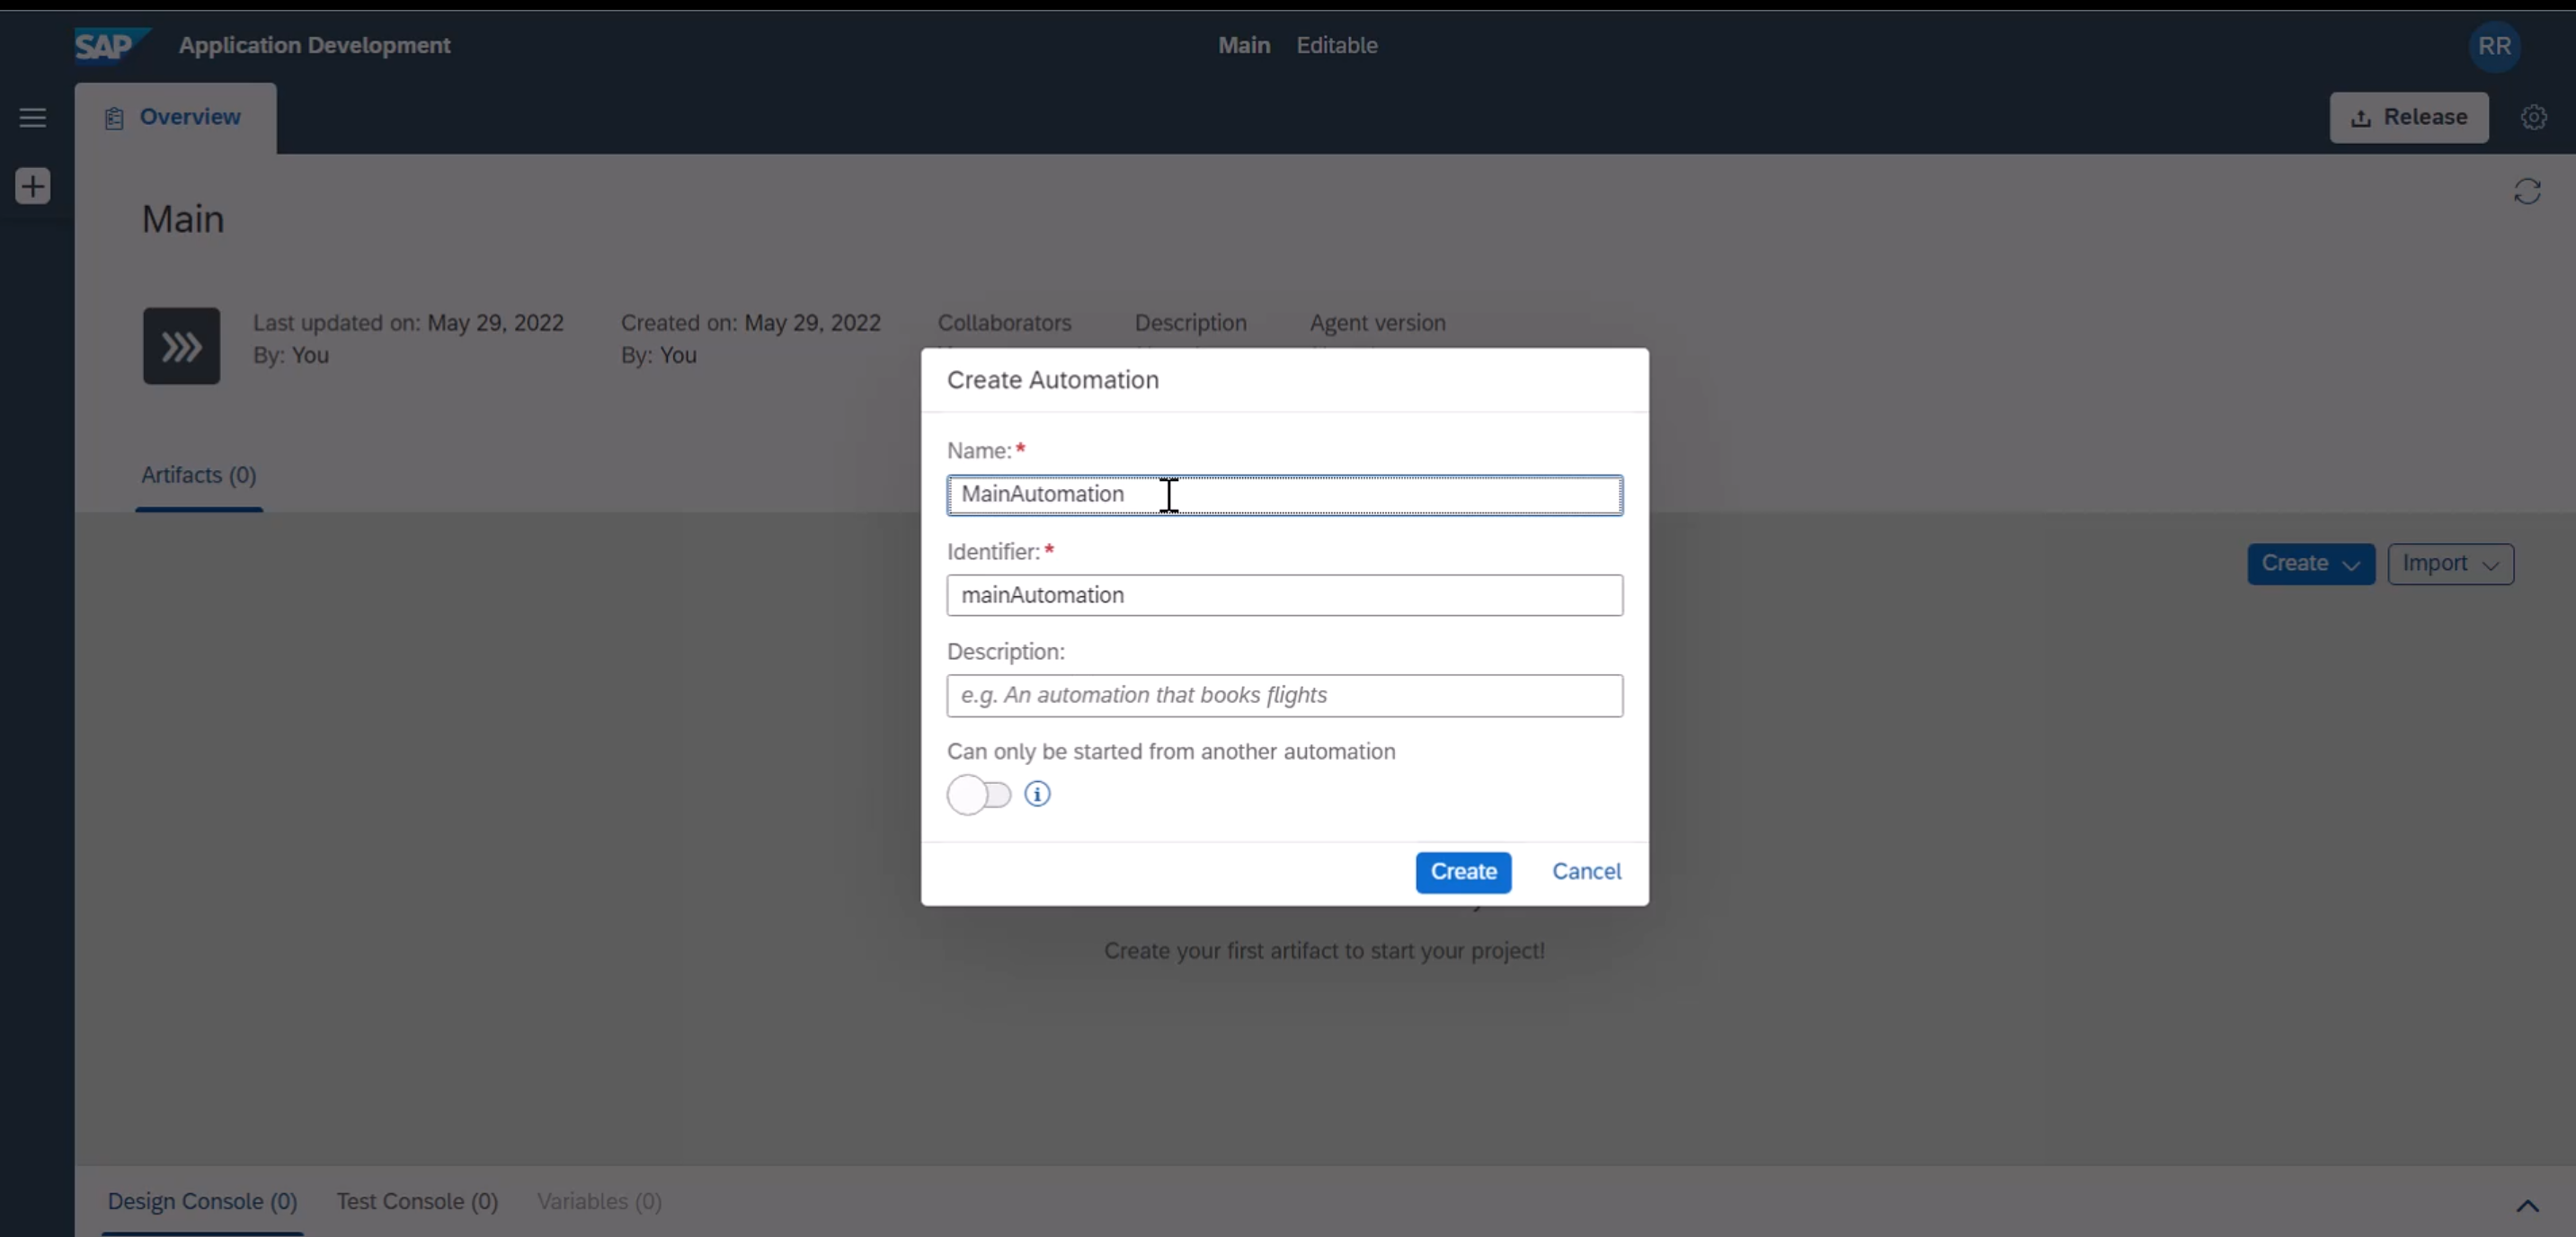 SAP Application Development Main Editable RR
Overview Release
Main
Last updated on: May 29, 2022 Created on: May 29, 2022 Collaborators Description Agent version
By: You By: You
Create Automation
Name:*
Artifacts (0)
MainAutomation
Identifier:*
Create Import
mainAutomation
Description:
e.g. An automation that books flights
Can only be started from another automation
Create Cancel
Create your first artifact to start your project!
Design Console (0) Test Console (0) Variables (0)